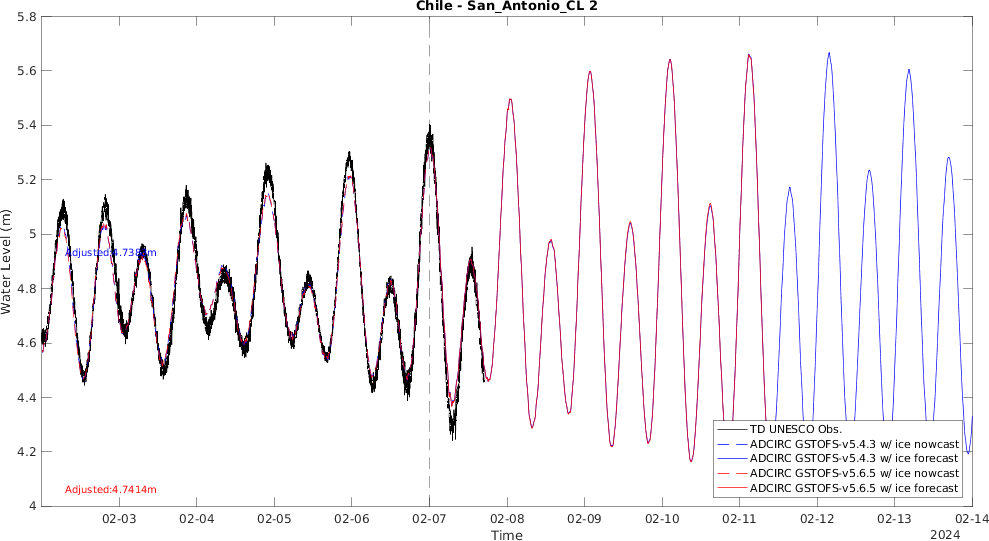 Chile - San_Antonio_CL 2
5.8
5.6
5.4
5.2
5
4.8
4.6
4.4
4.2
4
Water Level (m)
Adjusted:4.7414m
TD UNESCO Obs.
ADCIRC GSTOFS-v5.4.3 w/ ice nowcast
ADCIRC GSTOFS-v5.4.3 w/ ice forecast
ADCIRC GSTOFS-v5.6.5 w/ ice nowcast
ADCIRC GSTOFS-v5.6.5 w/ ice forecast
02-03 02-04 02-05 02-06 02-07 02-08 02-09 02-10 02-11 02-12 02-13 02-14
Time
2024